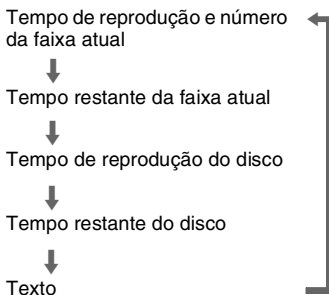 Tempo de reprodução e número
da faixa atual
Tempo restante da faixa atual
Tempo de reprodução do disco
Tempo restante do disco
Texto